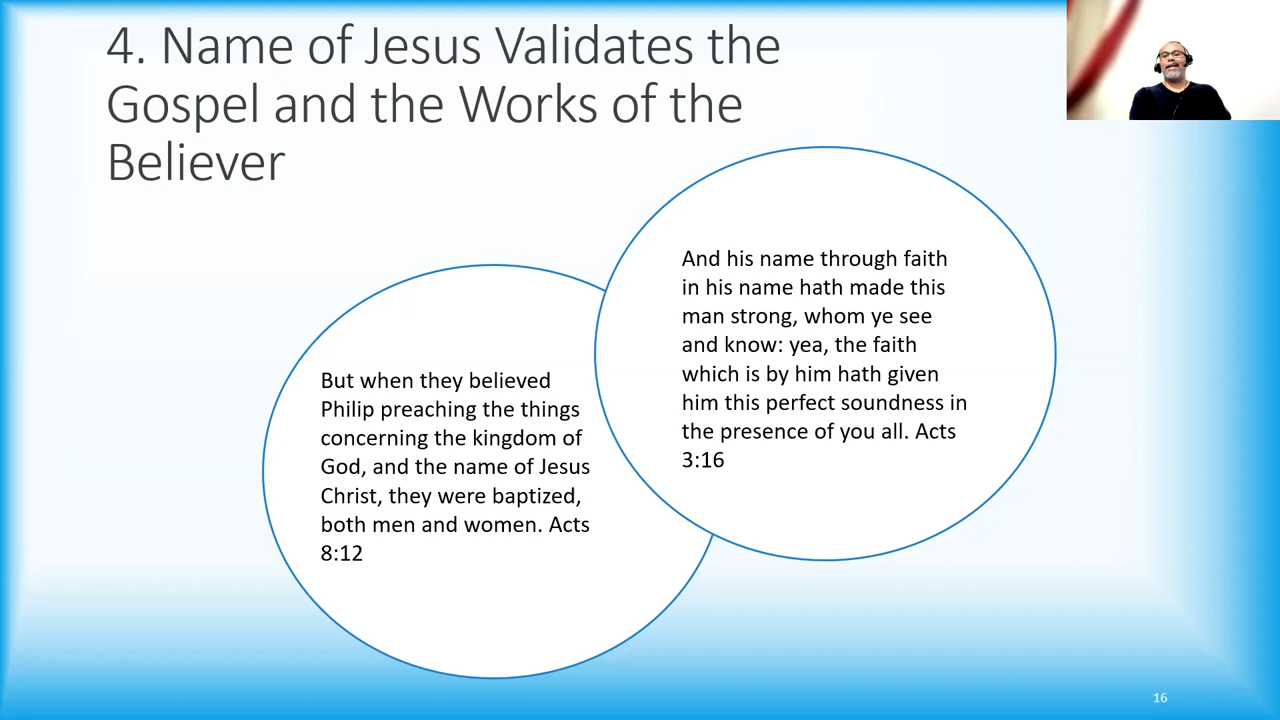 4. Name of Jesus Validates the
Gospel and the Works of the
Believer
But when they believed
Philip preaching the things
concerning the kingdom of
God, and the name of Jesus
Christ, they were baptized,
both men and women. Acts
8:12
And his name through faith
in his name hath made this
man strong, whom ye see
and know: yea, the faith
which is by him hath given
him this perfect soundness in
the presence of you all. Acts
3:16
16